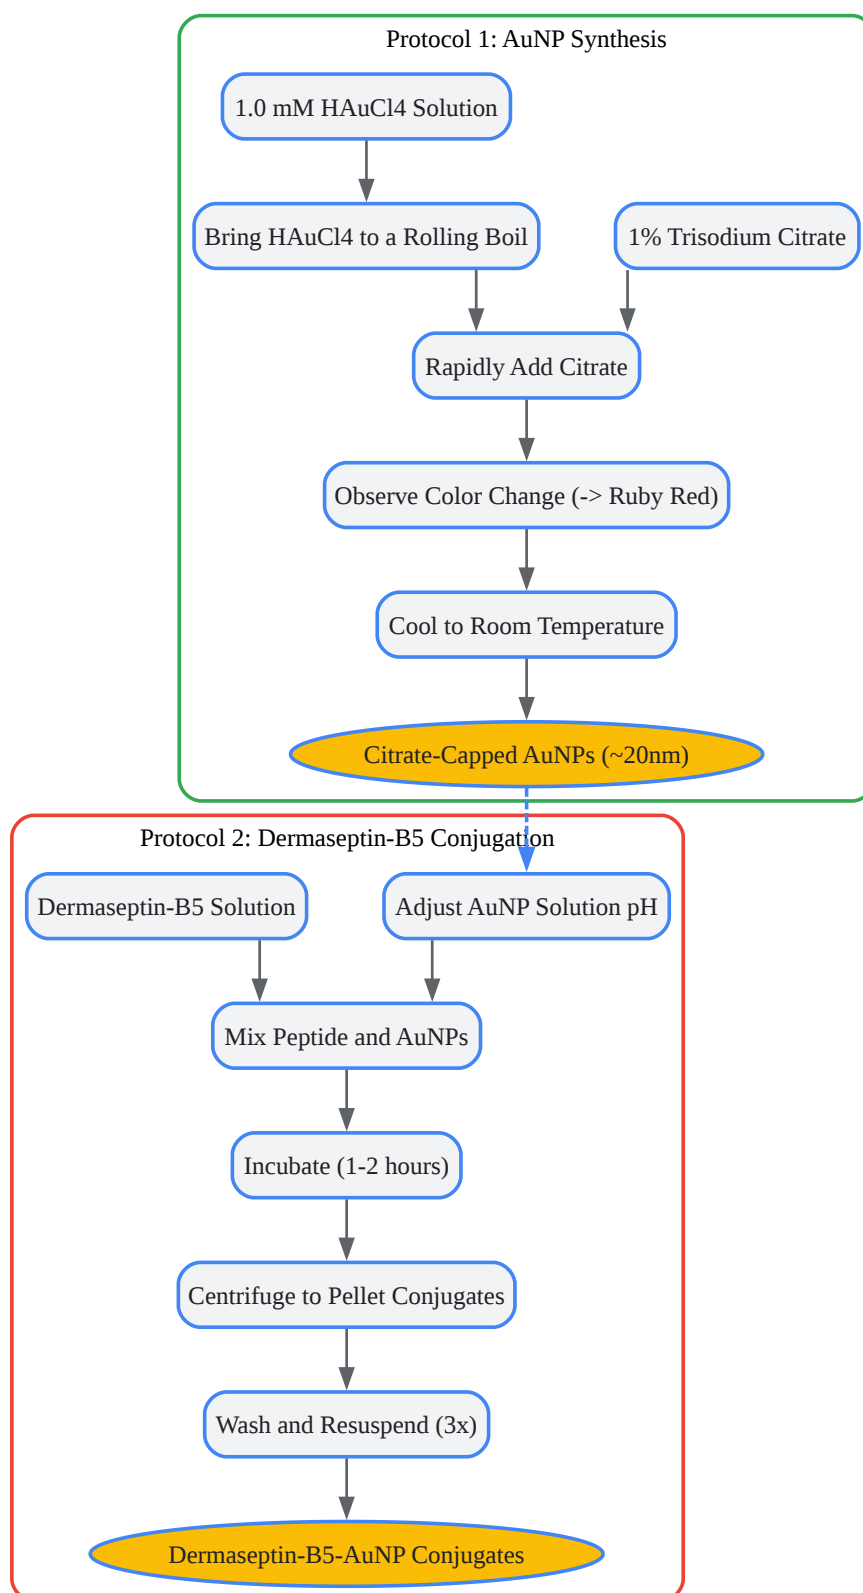 Protocol 1: AuNP Synthesis
1.0 mM HAuCl4 Solution
Bring HAuCl4 to a Rolling Boil
1% Trisodium Citrate
Rapidly Add Citrate
Observe Color Change (-> Ruby Red)
Cool to Room Temperature
Citrate-Capped AuNPs (~20nm)
Protocol 2: Dermaseptin-B5 Conjugation
Dermaseptin-B5 Solution
Adjust AuNP Solution pH
Mix Peptide and AuNPs
Incubate (1-2 hours)
Centrifuge to Pellet Conjugates
Wash and Resuspend (3x)
Dermaseptin-B5-AuNP Conjugates